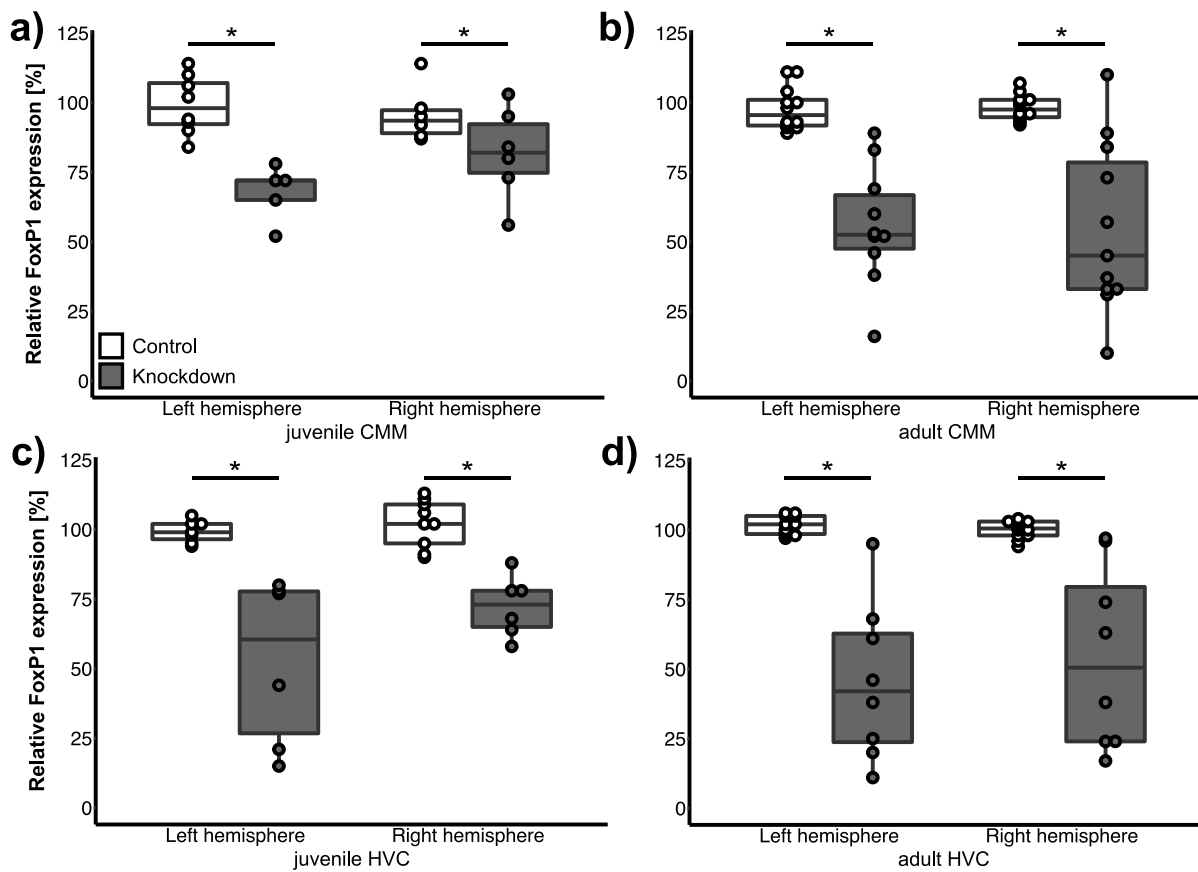 a)
Relative FoxP1 expression [%]
125
100
75
50
25
0
*
*
Control
Knockdown
Left hemisphere
Right hemisphere
juvenile CMM
b)
125
100
75
50
25
0
*
*
Left hemisphere
Right hemisphere
adult CMM
c)
Relative FoxP1 expression [%]
125
100
75
50
25
0
*
*
Left hemisphere
Right hemisphere
juvenile HVC
d)
125
100
75
50
25
0
*
*
Left hemisphere
Right hemisphere
adult HVC